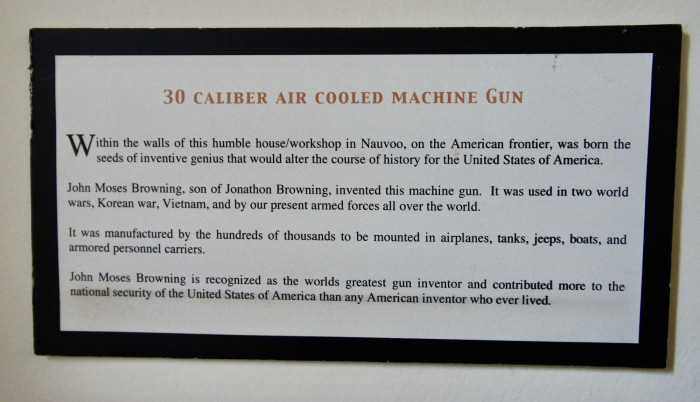 30 CALIBER AIR COOLED MACHINE GUN
Within the walls of this humble house/workshop in Nauvoo, on the American frontier, was born the
seeds of inventive genius that would alter the course of history for the United States of America.
John Moses Browning, son of Jonathon Browning, invented this machine gun. It was used in two world
wars, Korean war, Vietnam, and by our present armed forces all over the world.
It was manufactured by the hundreds of thousands to be mounted in airplanes, tanks, jeeps, boats, and
armored personnel carriers.
John Moses Browning is recognized as the worlds greatest gun inventor and contributed more to the
national security of the United States of America than any American inventor who ever lived.